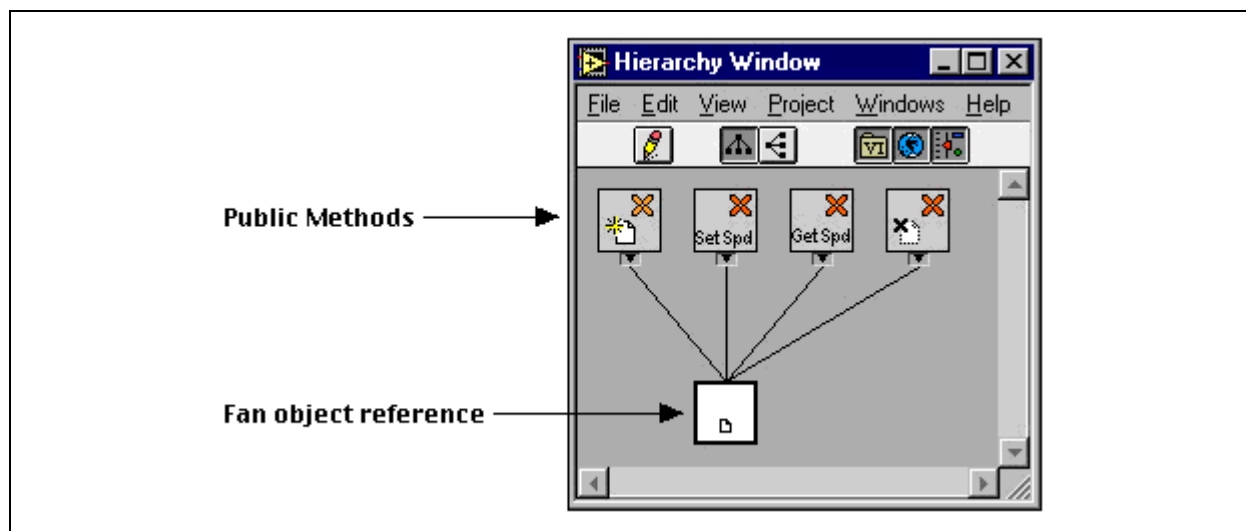 Hierarchy Window
File Edit View Project Windows Help
VI
Public Methods
Set Spd
Get Spd
Fan object reference